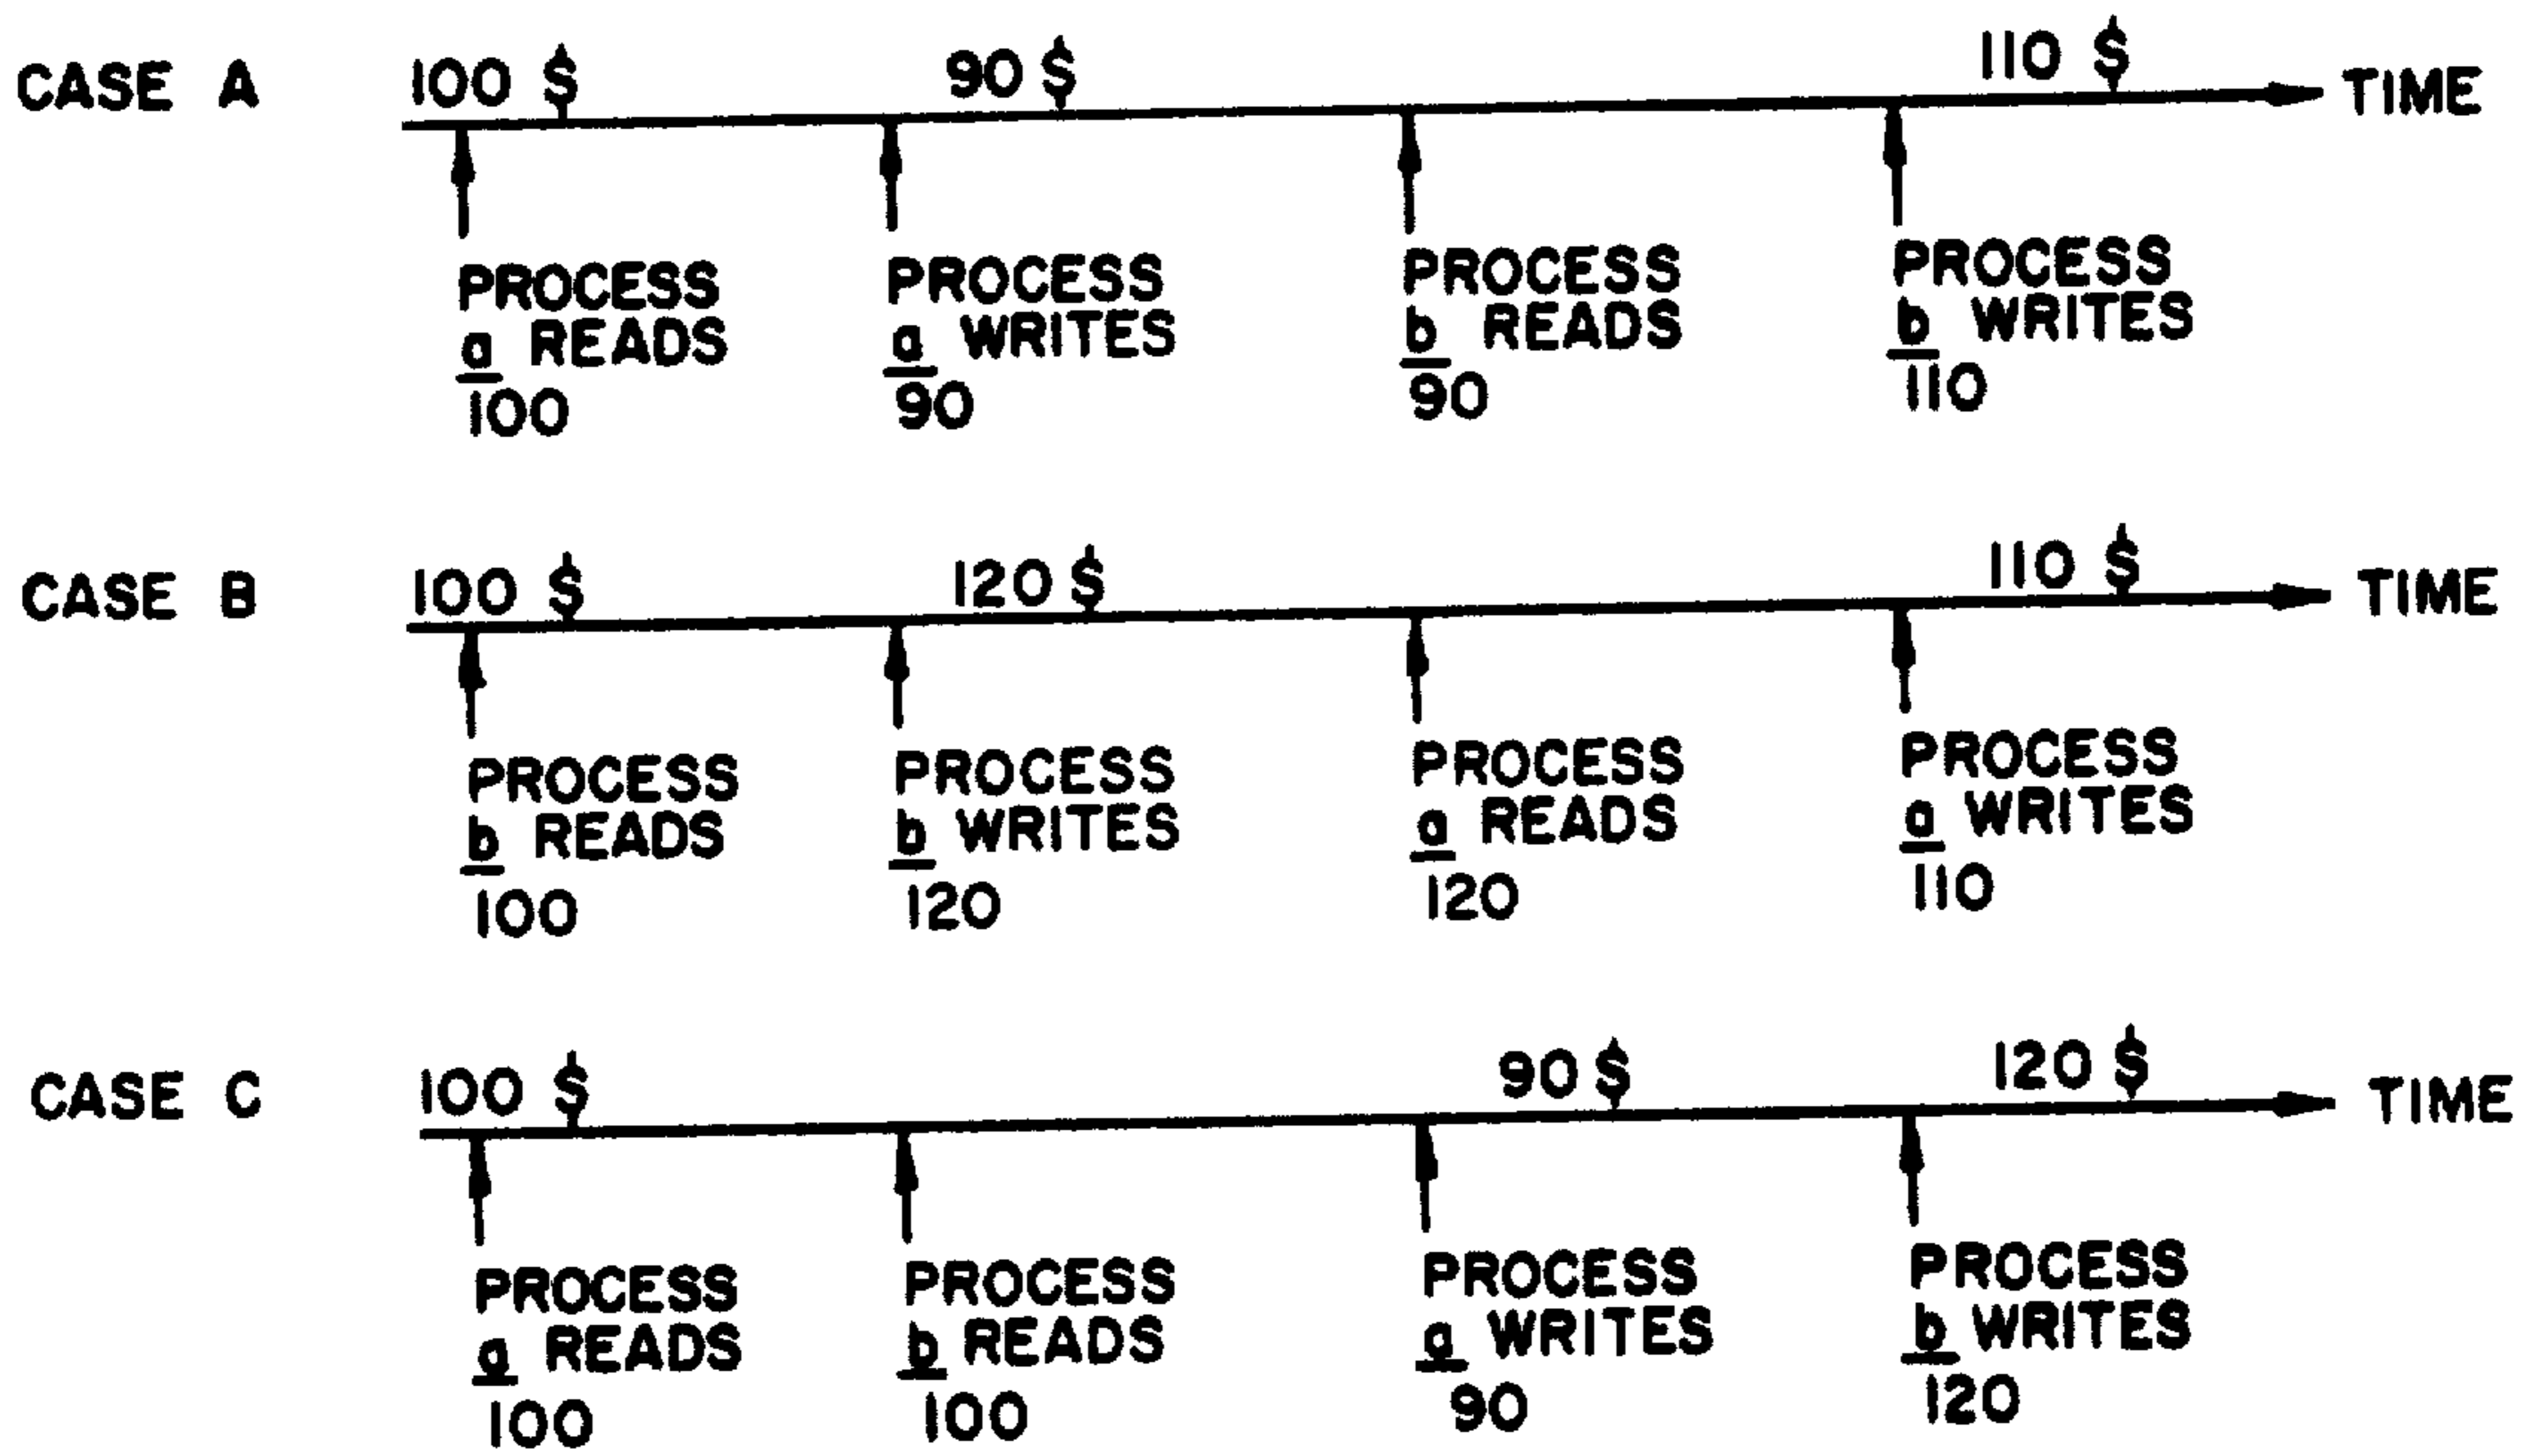 CASE A 100 $ 90 $ 110 $ TIME
PROCESS PROCESS PROCESS PROCESS
a READS a WRITES b READS b WRITES
100 90 90 110
CASE B 100 $ 120 $ 110 $ TIME
PROCESS PROCESS PROCESS PROCESS
b READS b WRITES a READS a WRITES
100 120 120 110
CASE C 100 $ 90 $ 120 $ TIME
PROCESS PROCESS PROCESS PROCESS
a READS b READS a WRITES b WRITES
100 100 90 120